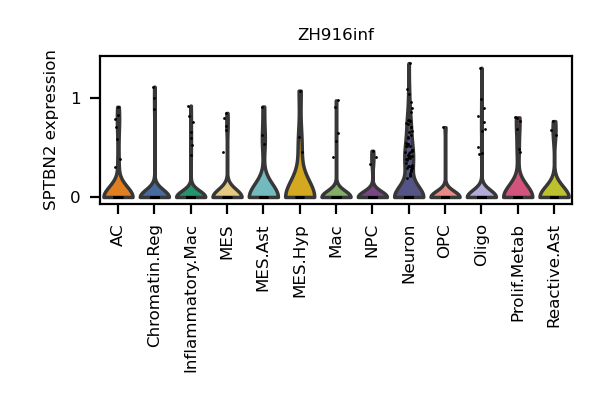 ZH916inf
SPTBN2 expression
1
0
AC
Chromatin.Reg
Inflammatory.Mac
MES
MES.Ast
MES.Hyp
Mac
NPC
Neuron
OPC
Oligo
Prolif.Metab
Reactive.Ast